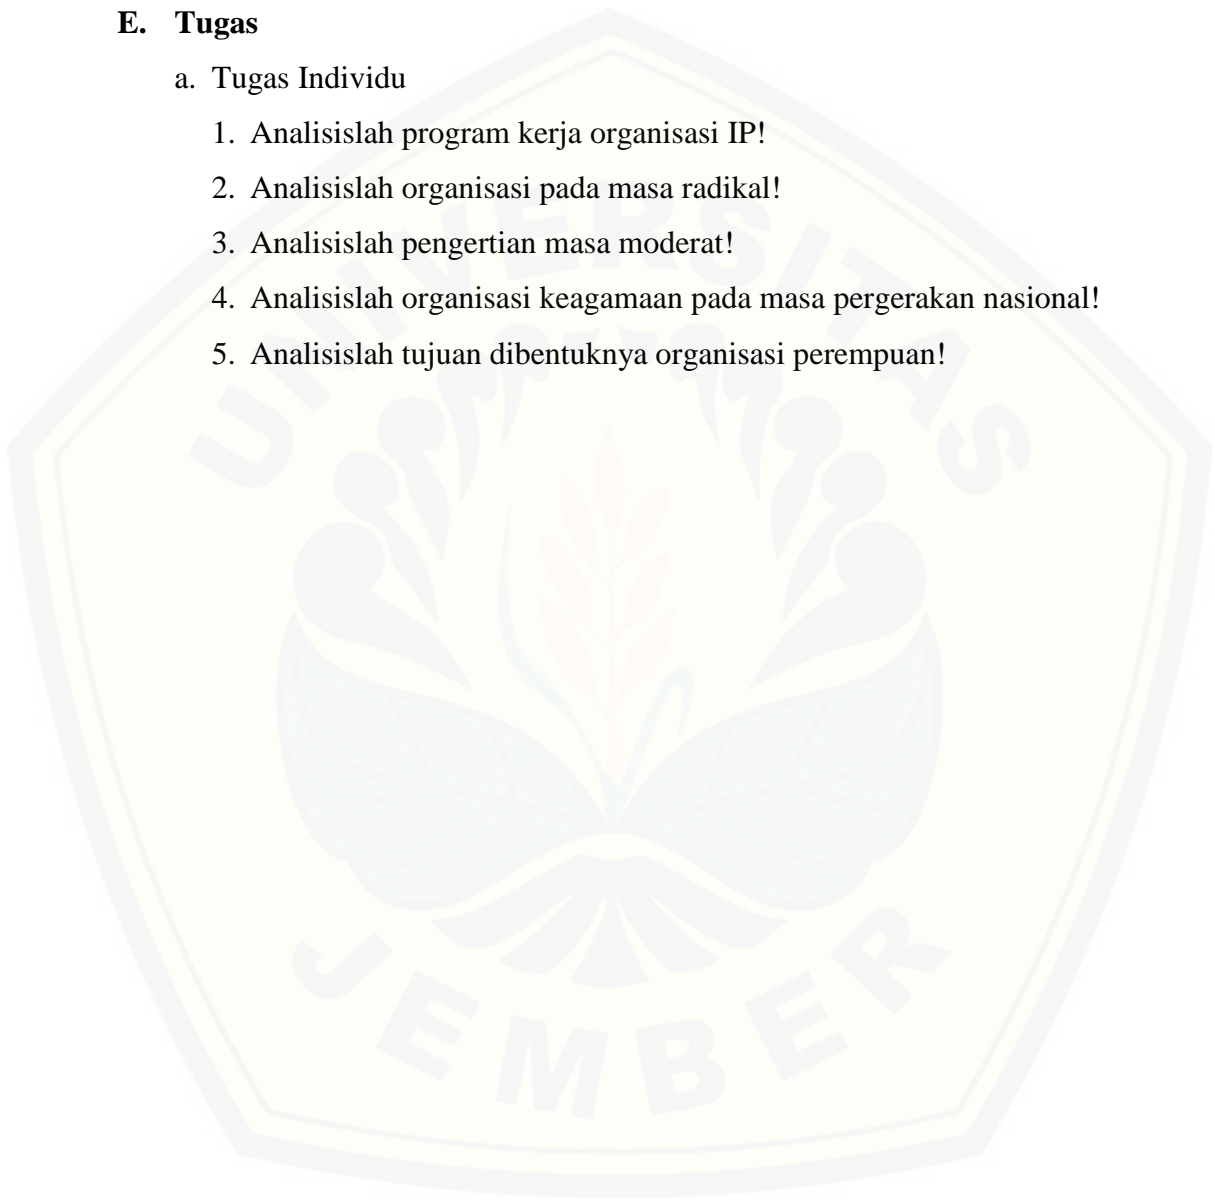 E. Tugas
a. Tugas Individu
1. Analisislah program kerja organisasi IP!
2. Analisislah organisasi pada masa radikal!
3. Analisislah pengertian masa moderat!
4. Analisislah organisasi keagamaan pada masa pergerakan nasional!
5. Analisislah tujuan dibentuknya organisasi perempuan!
UNIVERSITAS
JEMBER